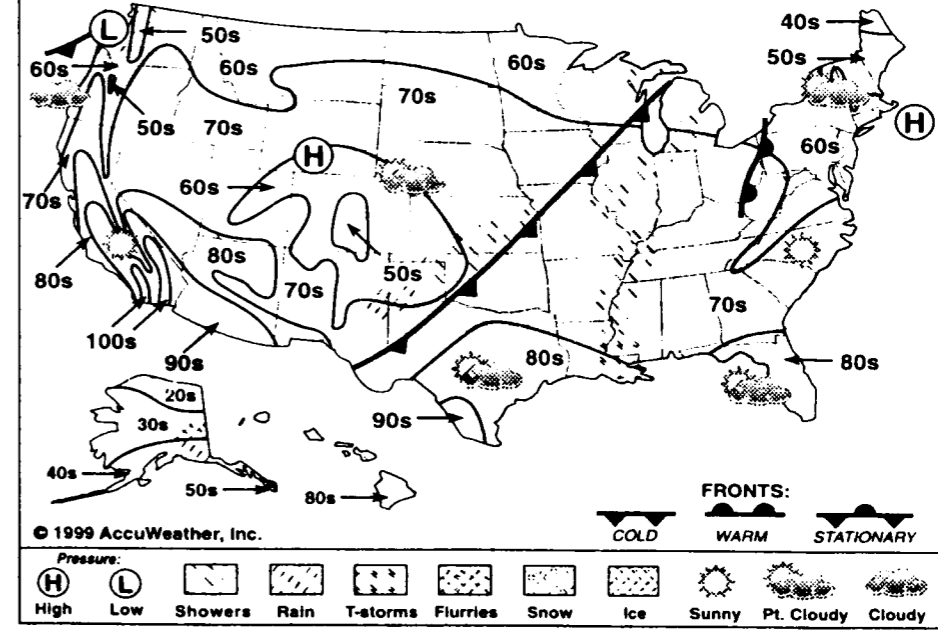 L
50s
60s
50s
60s
70s
60s
70s
40s
50s
H
60s
H
60s
70s
80s
80s
70s
50s
100s
90s
70s
80s
80s
90s
20s
30s
40s
50s
80s
FRONTS:
COLD WARM STATIONARY
© 1999 AccuWeather, Inc.
Pressure:
H L
High Low Showers Rain T-storms Flurries Snow Ice Sunny Pt. Cloudy Cloudy